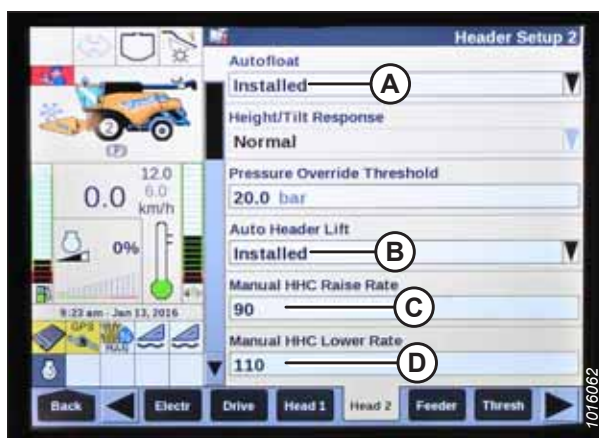 Header Setup 2
Autofloat
Installed
A
Height/Tilt Response
Normal
Pressure Override Threshold
20.0 bar
Auto Header Lift
Installed
B
Manual HHC Raise Rate
90
C
Manual HHC Lower Rate
110
D
2
(P)
0.0
12.0
6.0
km/h
0%
9:23 am - Jan 13, 2016
GPS
MAN
Back
Electr
Drive
Head 1
Head 2
Feeder
Thresh
1016062